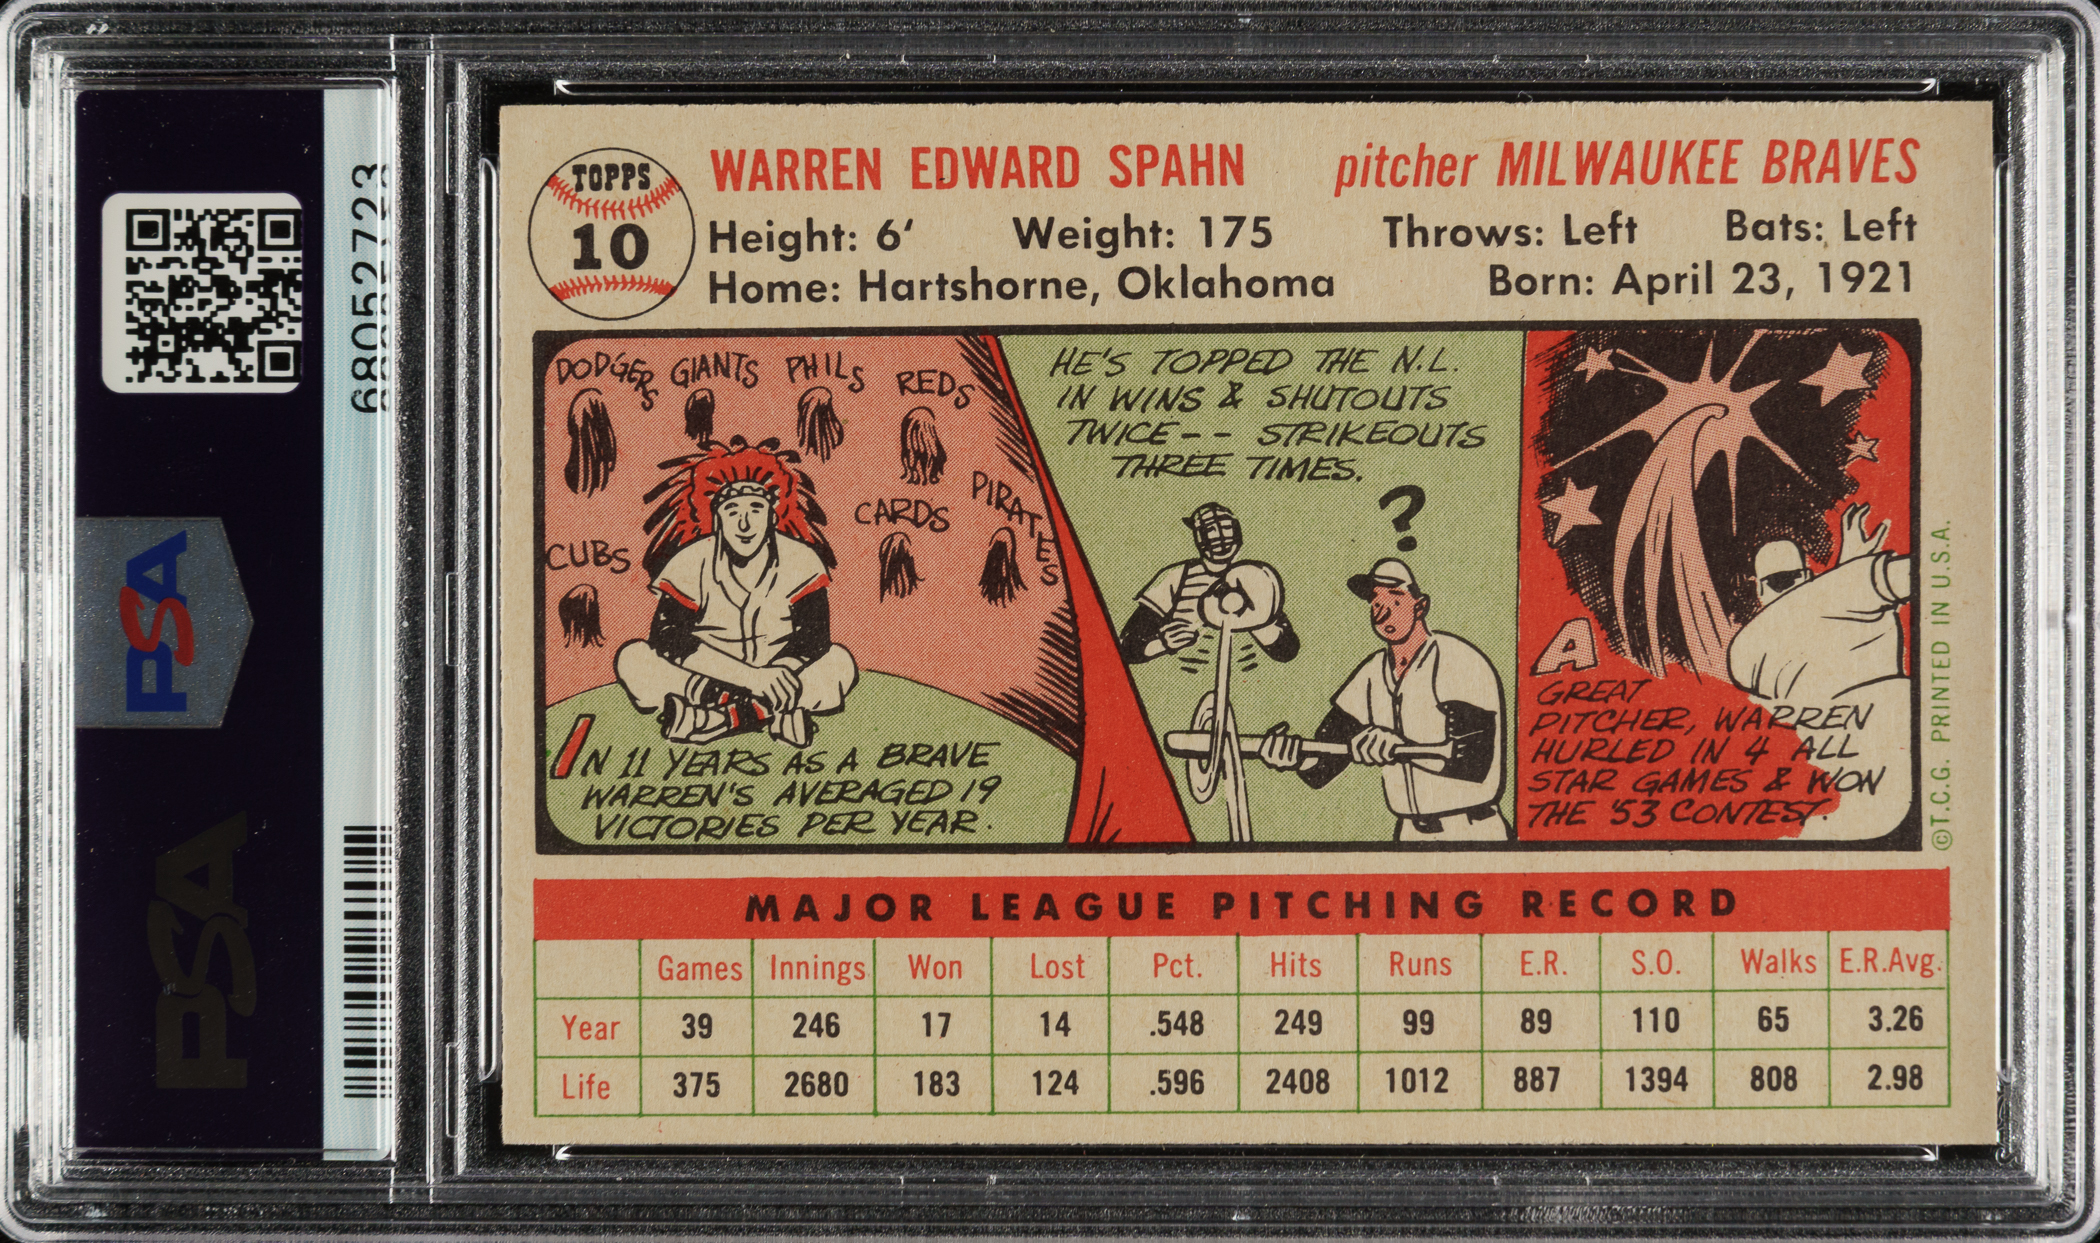 68052723
PSA
PSA
TOPPS
10
WARREN EDWARD SPAHN pitcher MILWAUKEE BRAVES
Height: 6' Weight: 175 Throws: Left Bats: Left
Home: Hartshorne, Oklahoma Born: April 23, 1921
DODGERS GIANTS PHILS REDS
CARDS PIRATES
CUBS
IN 11 YEARS AS A BRAVE
WARREN'S AVERAGED 19
VICTORIES PER YEAR.
HE'S TOPPED THE N.L.
IN WINS & SHUTOUTS
TWICE-- STRIKEOUTS
THREE TIMES.
?
A
GREAT
PITCHER, WARREN
HURLED IN 4 ALL
STAR GAMES & WON
THE '53 CONTEST.
©T.C.G. PRINTED IN U.S.A.
MAJOR LEAGUE PITCHING RECORD
Games Innings Won Lost Pct. Hits Runs E.R. S.O. Walks E.R.Avg.
Year 39 246 17 14 .548 249 99 89 110 65 3.26
Life 375 2680 183 124 .596 2408 1012 887 1394 808 2.98